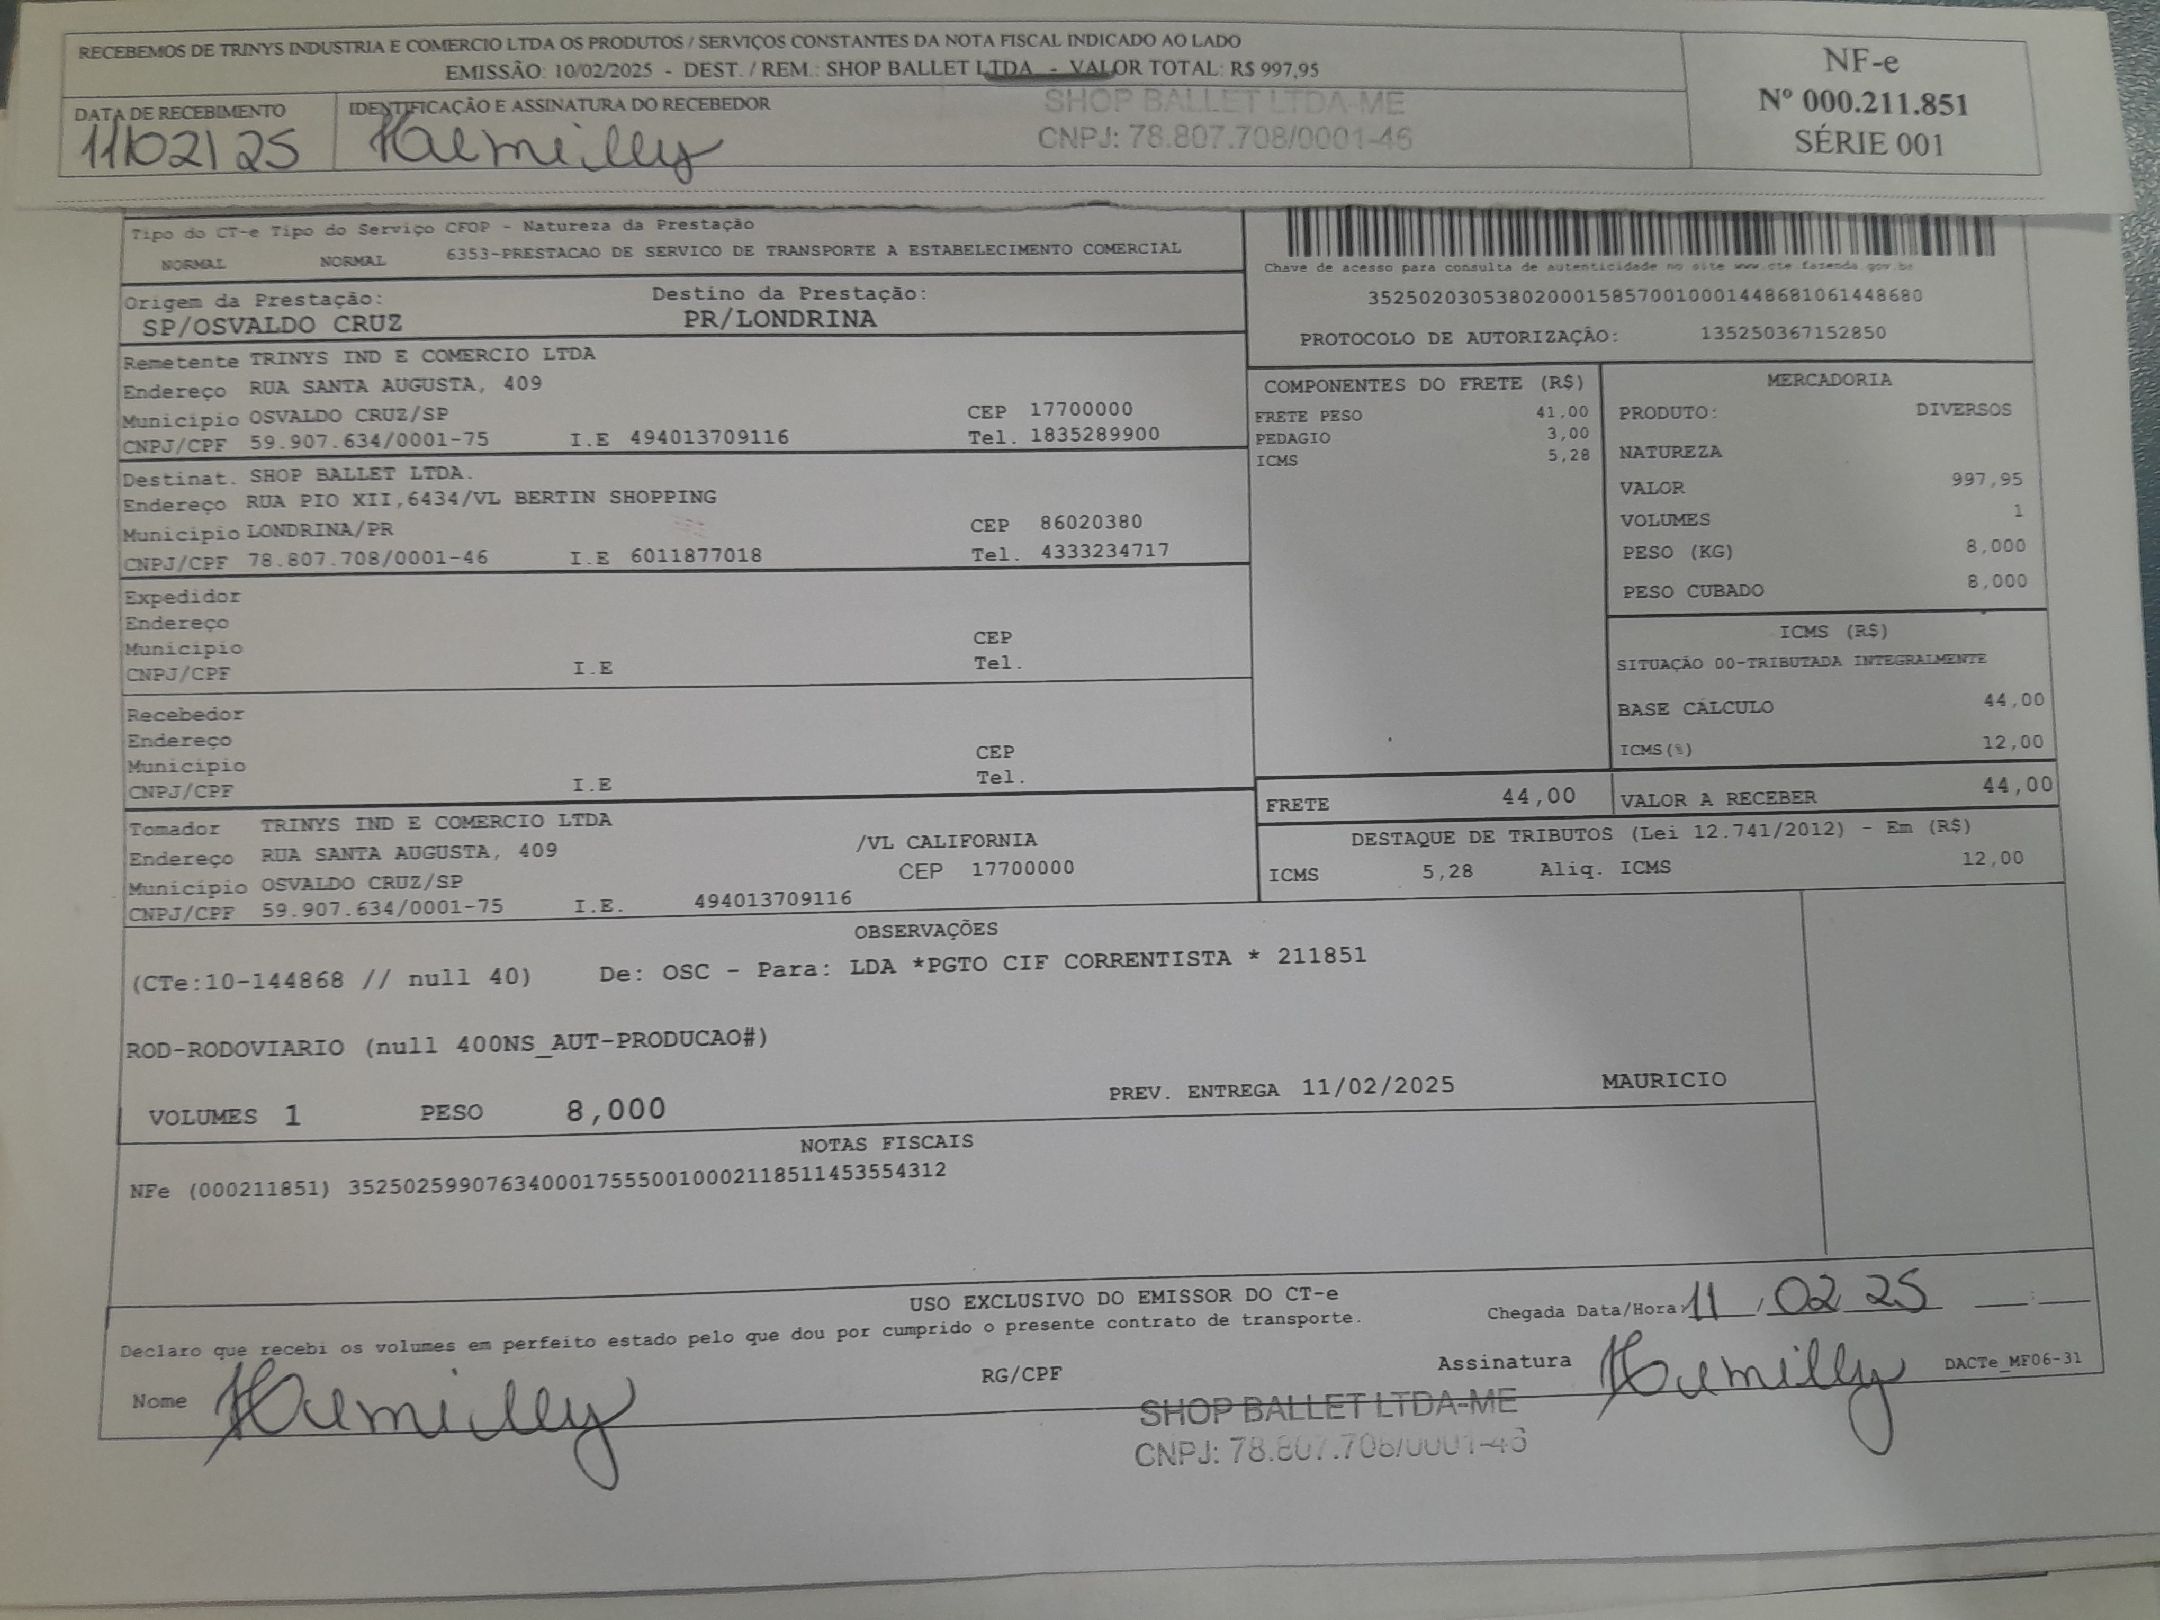 RECEBEMOS DE TRINYS INDUSTRIA E COMERCIO LTDA OS PRODUTOS / SERVIÇOS CONSTANTES DA NOTA FISCAL INDICADO AO LADO
EMISSÃO: 10/02/2025 - DEST. / REM.: SHOP BALLET LTDA - VALOR TOTAL: R$ 997,95
NF-e
Nº 000.211.851
SÉRIE 001
DATA DE RECEBIMENTO
11/02/25
IDENTIFICAÇÃO E ASSINATURA DO RECEBEDOR
Haemilly
SHOP BALLET LTDA-ME
CNPJ: 78.807.708/0001-46
Tipo do CT-e Tipo do Serviço CFOP - Natureza da Prestação
NORMAL NORMAL 6353-PRESTACAO DE SERVICO DE TRANSPORTE A ESTABELECIMENTO COMERCIAL
Chave de acesso para consulta de autenticidade no site www.cte.fazenda.gov.br
35250203053802000158570010001448681061448680
PROTOCOLO DE AUTORIZAÇÃO: 135250367152850
Origem da Prestação: Destino da Prestação:
SP/OSVALDO CRUZ PR/LONDRINA
Remetente TRINYS IND E COMERCIO LTDA
Endereço RUA SANTA AUGUSTA, 409
Município OSVALDO CRUZ/SP CEP 17700000
CNPJ/CPF 59.907.634/0001-75 I.E 494013709116 Tel. 1835289900
Destinat. SHOP BALLET LTDA.
Endereço RUA PIO XII,6434/VL BERTIN SHOPPING
Município LONDRINA/PR CEP 86020380
CNPJ/CPF 78.807.708/0001-46 I.E 6011877018 Tel. 4333234717
Expedidor
Endereço
Município CEP
CNPJ/CPF I.E Tel.
Recebedor
Endereço
Município CEP
CNPJ/CPF I.E Tel.
Tomador TRINYS IND E COMERCIO LTDA
Endereço RUA SANTA AUGUSTA, 409 /VL CALIFORNIA
Município OSVALDO CRUZ/SP CEP 17700000
CNPJ/CPF 59.907.634/0001-75 I.E. 494013709116
COMPONENTES DO FRETE (R$)
FRETE PESO 41,00
PEDAGIO 3,00
ICMS 5,28
MERCADORIA
PRODUTO: DIVERSOS
NATUREZA
VALOR 997,95
VOLUMES 1
PESO (KG) 8,000
PESO CUBADO 8,000
ICMS (R$)
SITUAÇÃO 00-TRIBUTADA INTEGRALMENTE
BASE CÁLCULO 44,00
ICMS(%) 12,00
FRETE 44,00 VALOR A RECEBER 44,00
DESTAQUE DE TRIBUTOS (Lei 12.741/2012) - Em (R$)
ICMS 5,28 Aliq. ICMS 12,00
OBSERVAÇÕES
(CTe:10-144868 // null 40) De: OSC - Para: LDA *PGTO CIF CORRENTISTA * 211851
ROD-RODOVIARIO (null 400NS_AUT-PRODUCAO#)
VOLUMES 1 PESO 8,000 PREV. ENTREGA 11/02/2025 MAURICIO
NOTAS FISCAIS
NFe (000211851) 35250259907634000175550010002118511453554312
USO EXCLUSIVO DO EMISSOR DO CT-e
Declaro que recebi os volumes em perfeito estado pelo que dou por cumprido o presente contrato de transporte.
Chegada Data/Hora: 11/02 25 __:__
Nome Haemilly RG/CPF Assinatura Haemilly DACTe_MF06-31
SHOP BALLET LTDA-ME
CNPJ: 78.807.708/0001-46